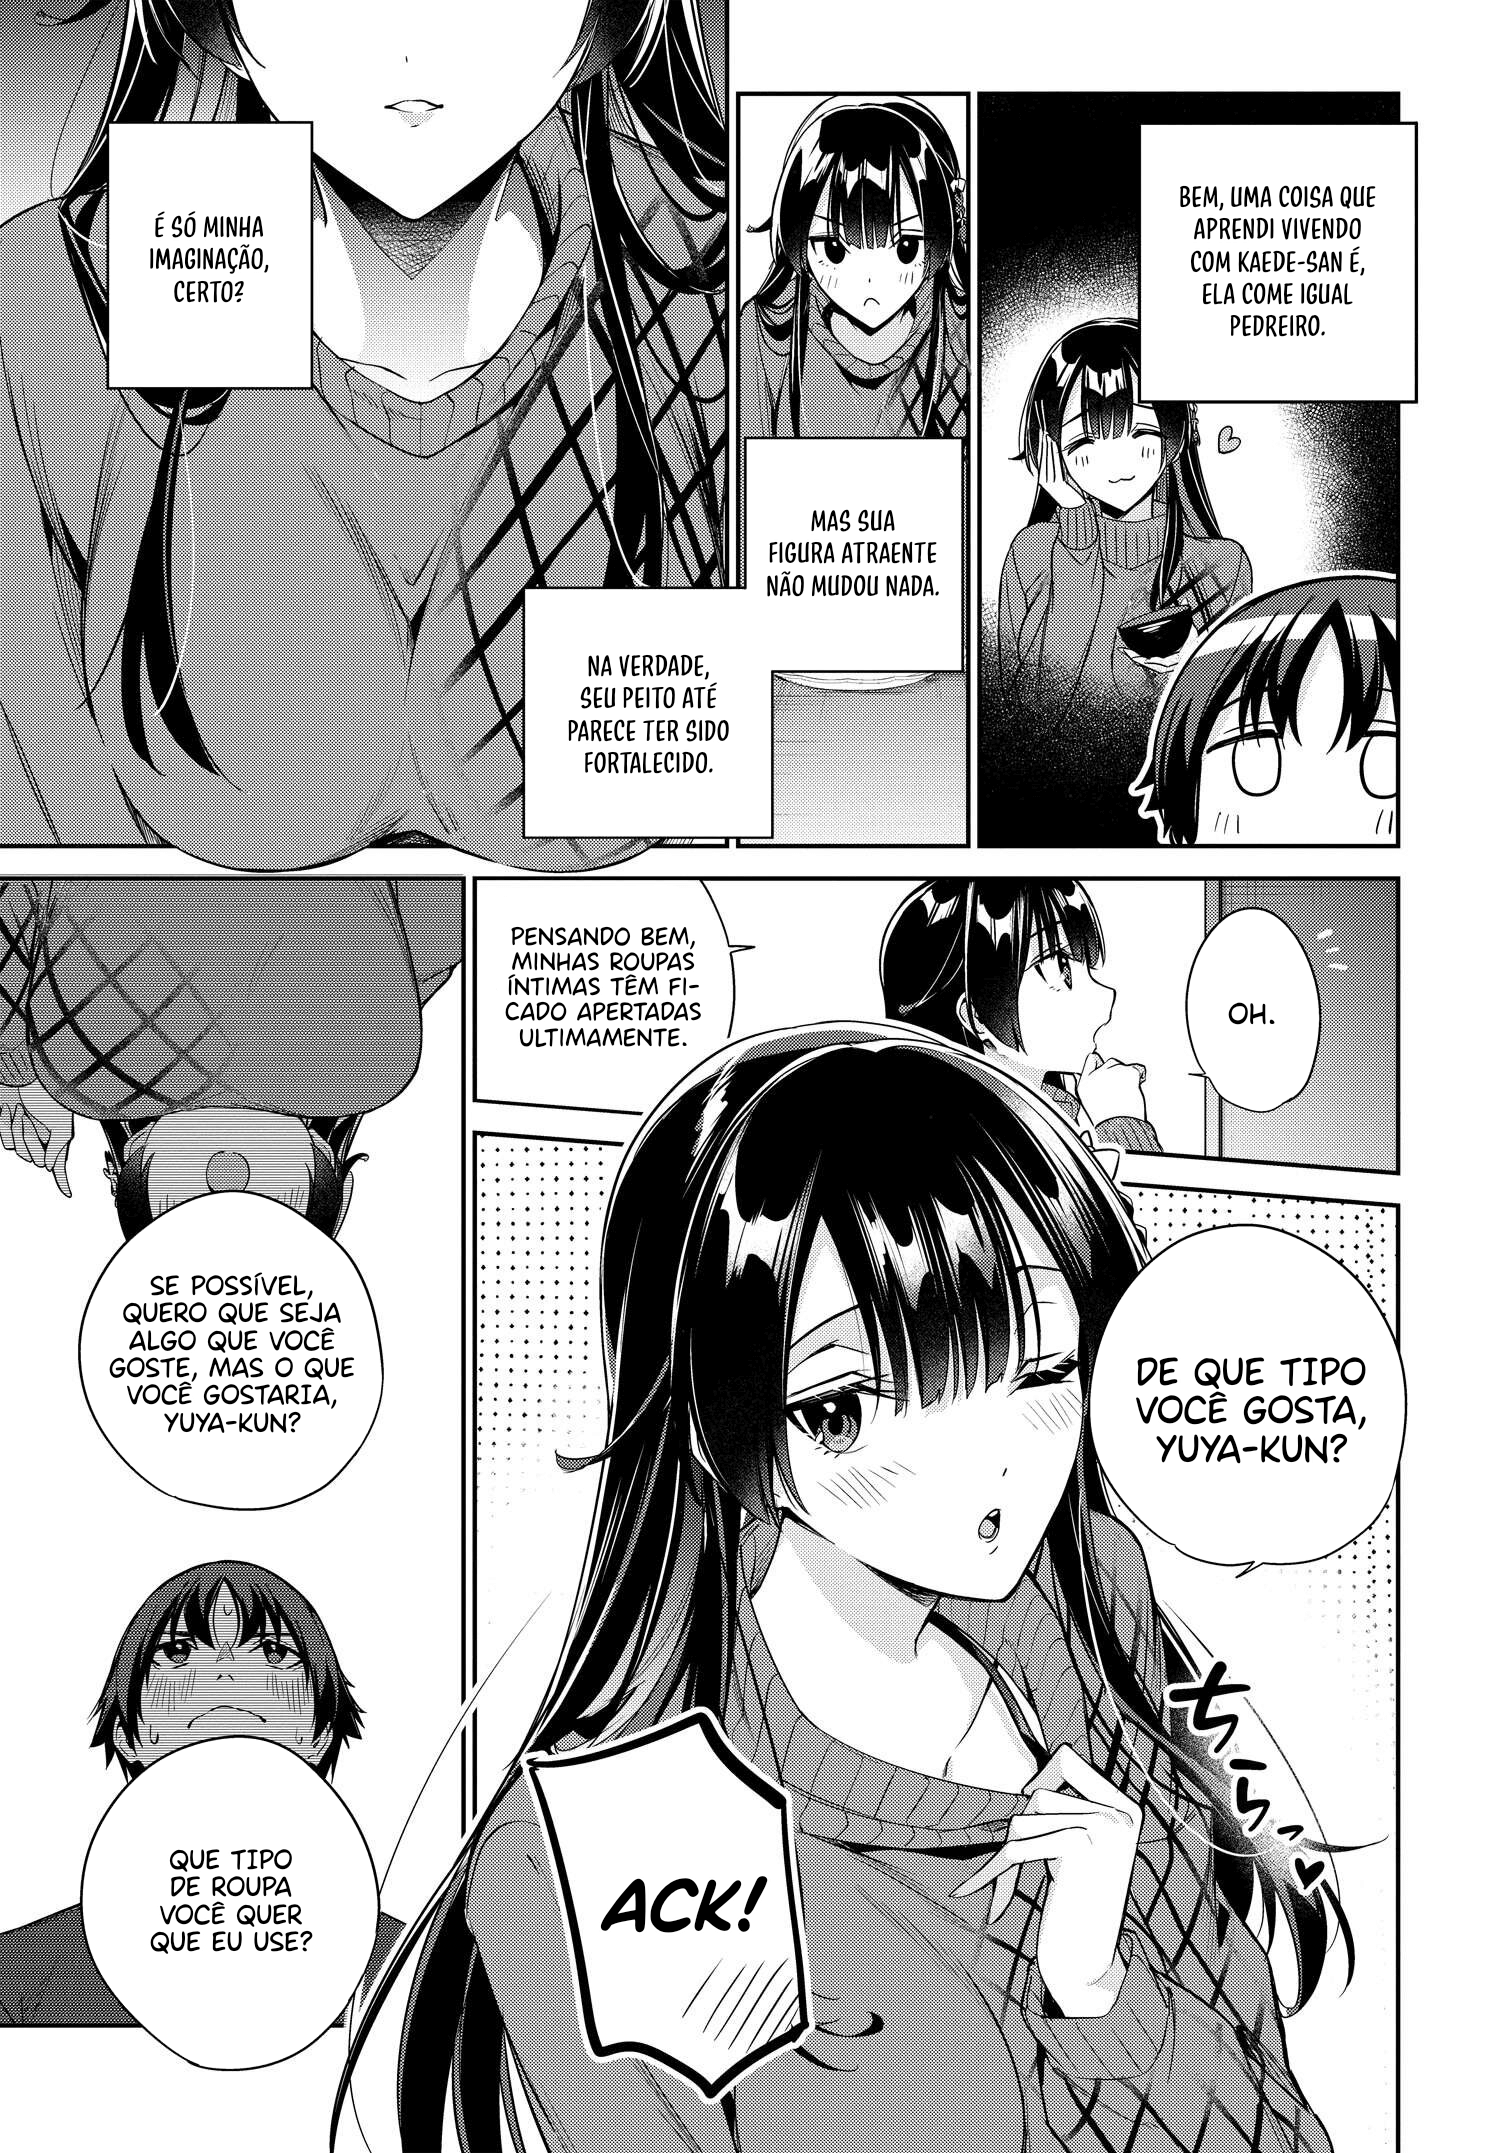 BEM, UMA COISA QUE
APRENDI VIVENDO
COM KAEDE-SAN É,
ELA COME IGUAL
PEDREIRO.
MAS SUA
FIGURA ATRAENTE
NÃO MUDOU NADA.
NA VERDADE,
SEU PEITO ATÉ
PARECE TER SIDO
FORTALECIDO.
É SÓ MINHA
IMAGINAÇÃO,
CERTO?
OH.
PENSANDO BEM,
MINHAS ROUPAS
ÍNTIMAS TÊM FI-
CADO APERTADAS
ULTIMAMENTE.
DE QUE TIPO
VOCÊ GOSTA,
YUYA-KUN?
ちらっ
ACK!
SE POSSÍVEL,
QUERO QUE SEJA
ALGO QUE VOCÊ
GOSTE, MAS O QUE
VOCÊ GOSTARIA,
YUYA-KUN?
QUE TIPO
DE ROUPA
VOCÊ QUER
QUE EU USE?